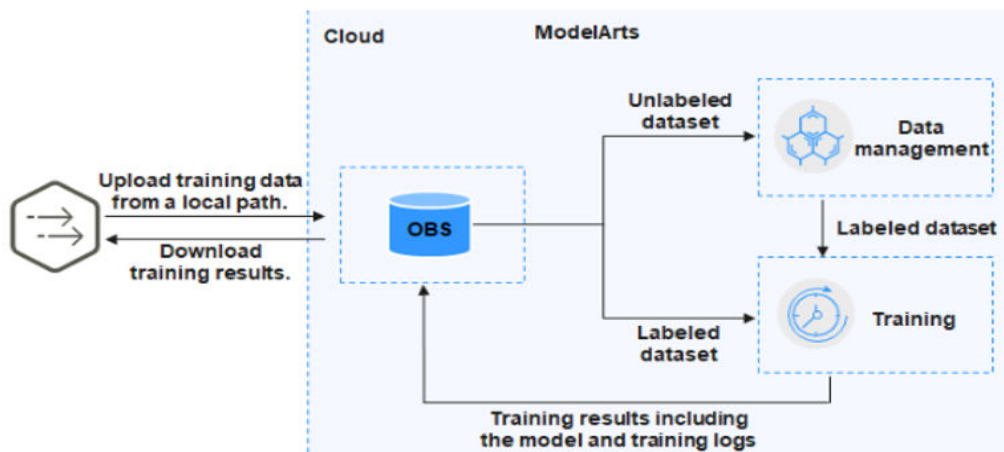 Cloud
ModelArts
Unlabeled
dataset
Data
management
Upload training data
from a local path.
OBS
Download
training results.
Labeled dataset
Labeled
dataset
Training
Training results including
the model and training logs